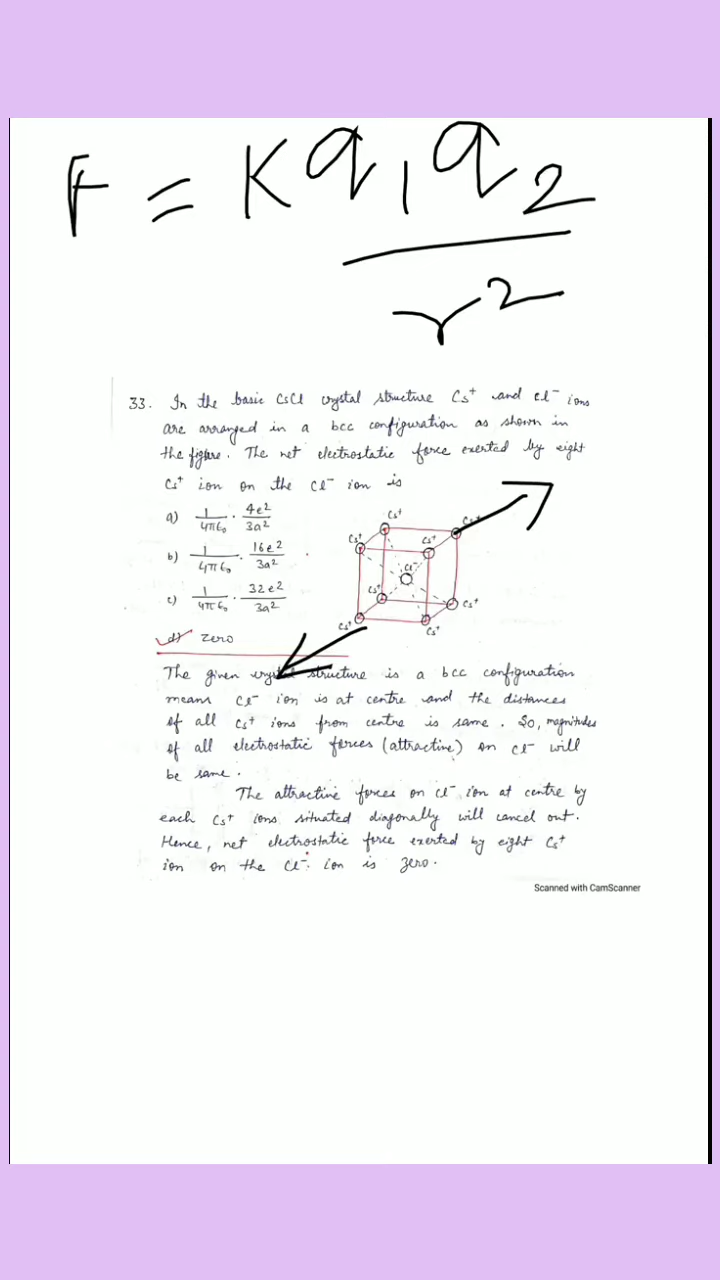 F = K q1 q2
r2
33. In the basic CsCl crystal structure Cs+ and Cl- ions
are arranged in a bcc configuration as shown in
the figure. The net electrostatic force exerted by eight
Cs+ ion on the Cl- ion is
a) 1/4πϵ0 . 4e2/3a2
b) 1/4πϵ0 . 16e2/3a2
c) 1/4πϵ0 . 32e2/3a2
d) zero
Cs+
Cs+
Cs+
Cs+
Cl-
Cs+
Cs+
Cs+
Cs+
The given crystal structure is a bcc configuration
means Cl- ion is at centre and the distances
of all Cs+ ions from centre is same. So, magnitudes
of all electrostatic forces (attractive) on Cl- will
be same.
The attractive forces on Cl- ion at centre by
each Cs+ ions situated diagonally will cancel out.
Hence, net electrostatic force exerted by eight Cs+
ion on the Cl- ion is zero.
Scanned with CamScanner